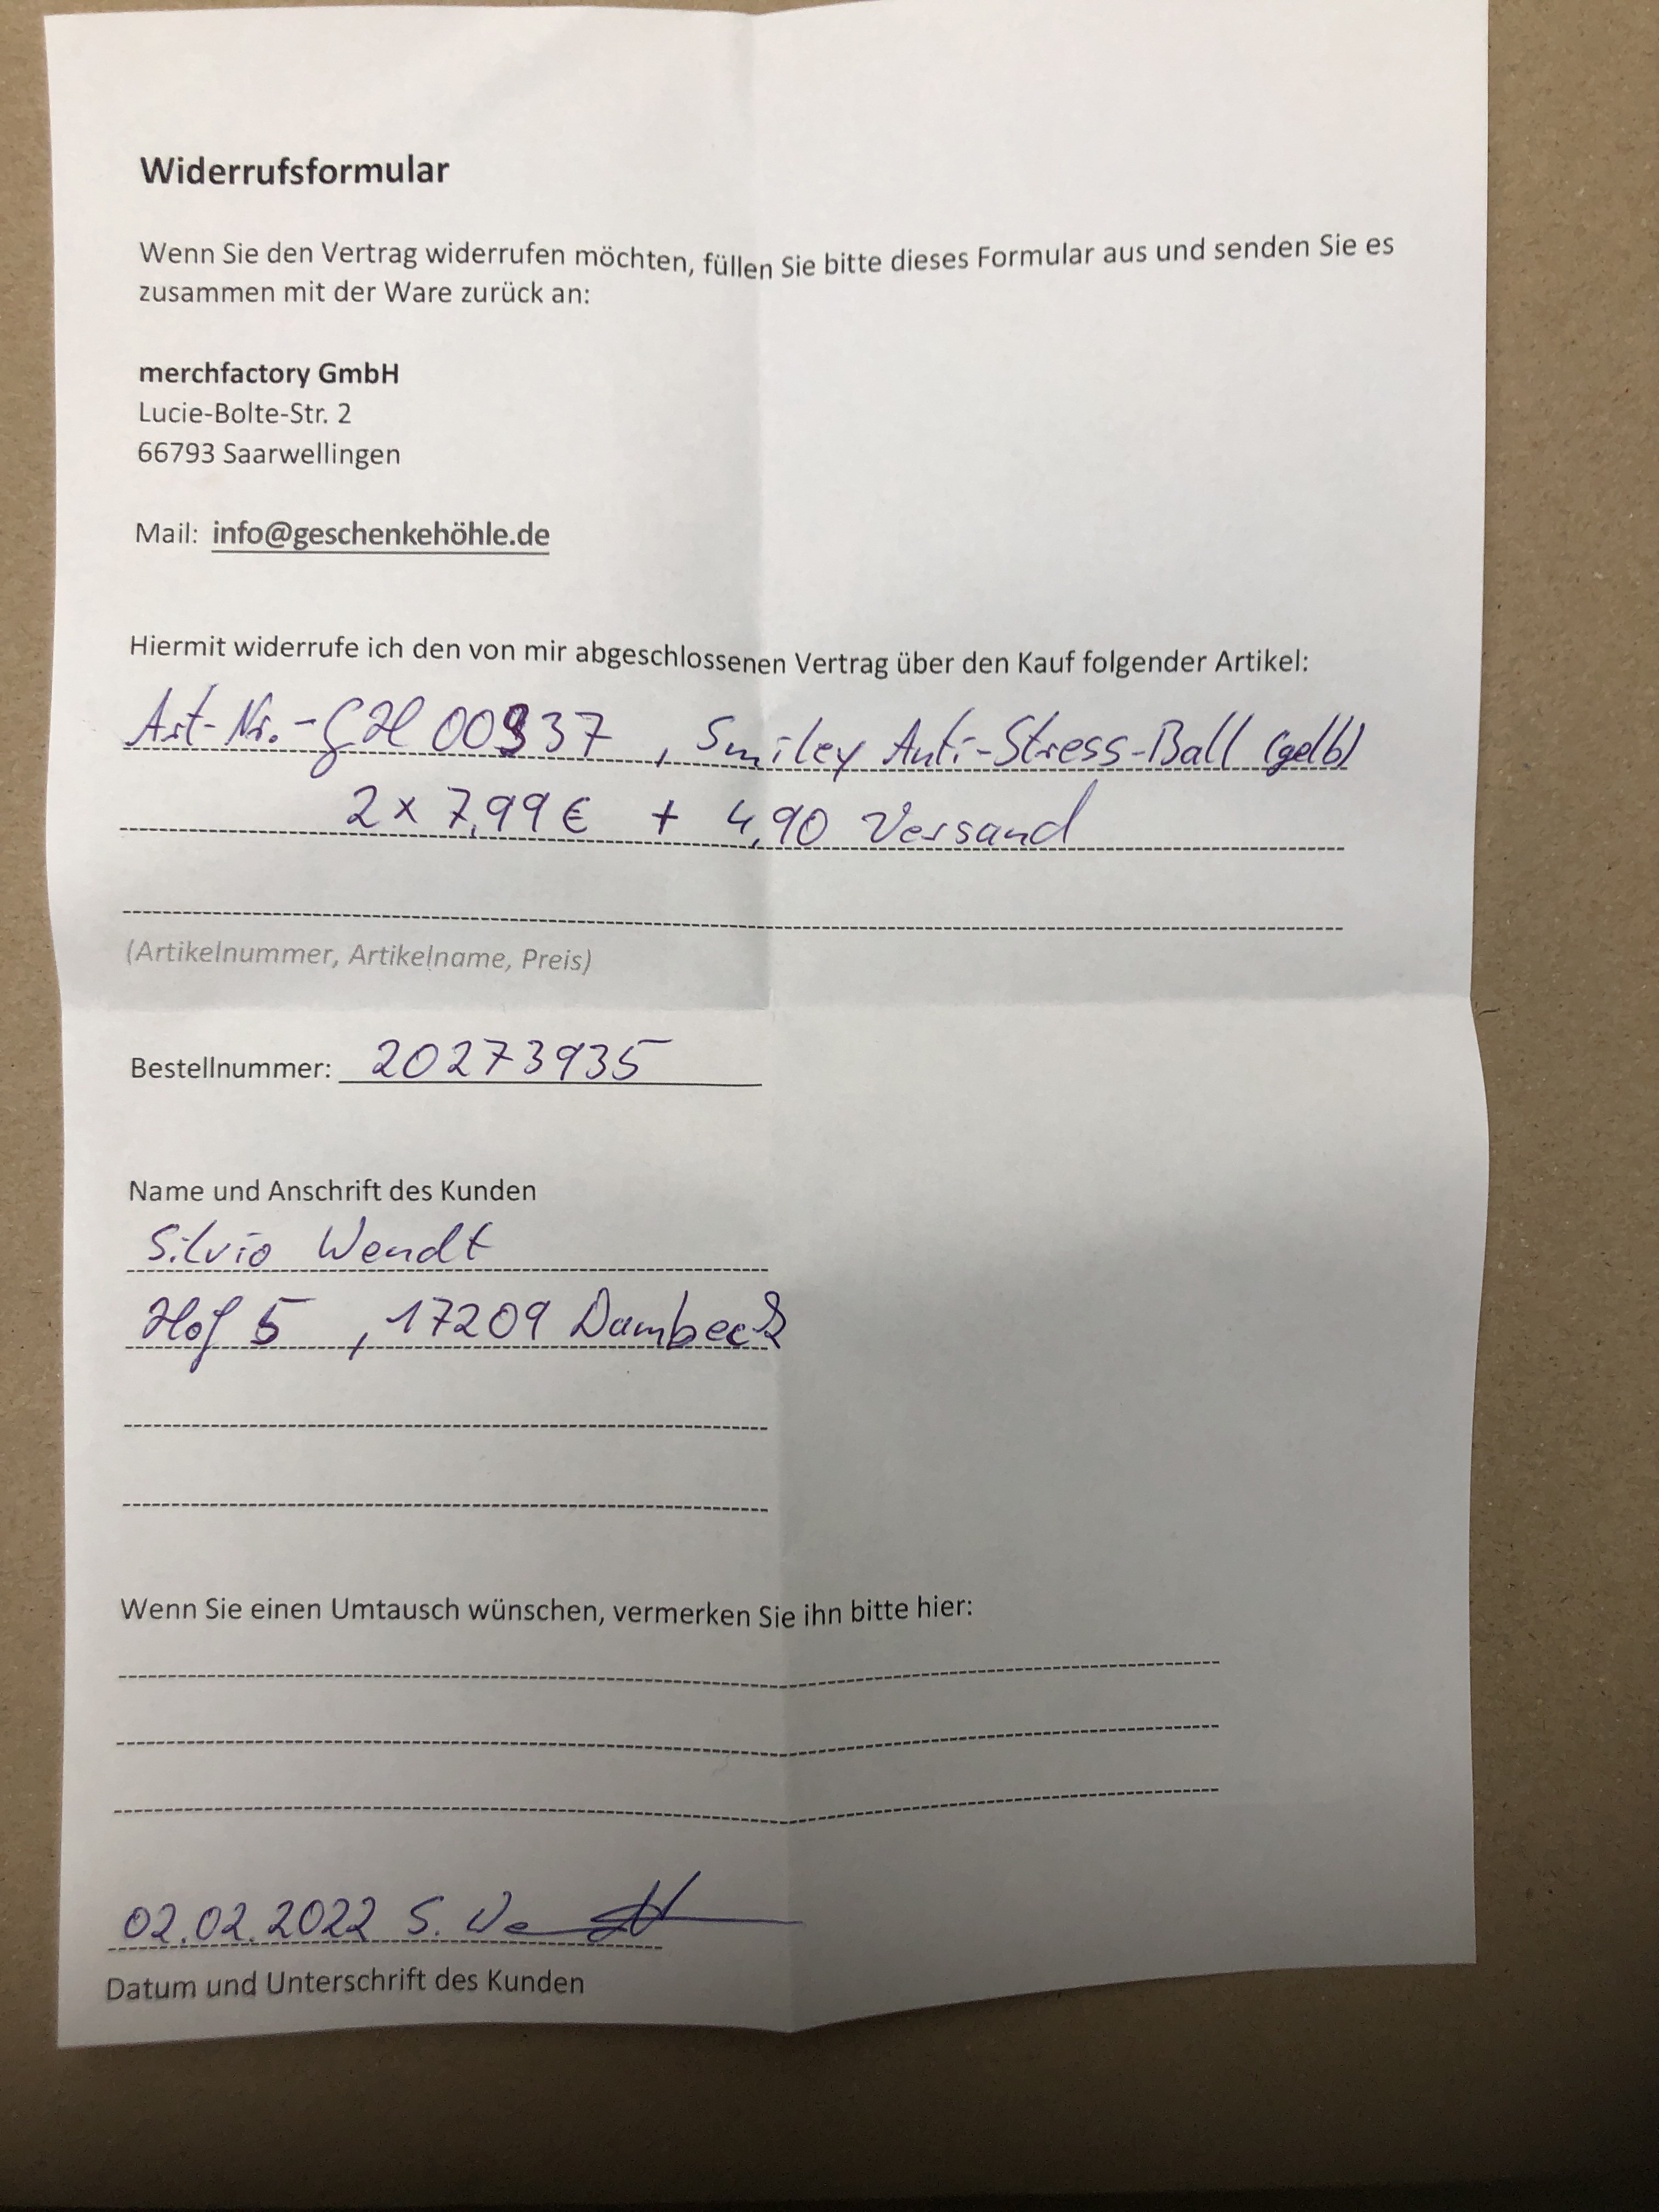 Widerrufsformular
Wenn Sie den Vertrag widerrufen möchten, füllen Sie bitte dieses Formular aus und senden Sie es
zusammen mit der Ware zurück an:
merchfactory GmbH
Lucie-Bolte-Str. 2
66793 Saarwellingen
Mail: info@geschenkehöhle.de
Hiermit widerrufe ich den von mir abgeschlossenen Vertrag über den Kauf folgender Artikel:
Art-Nr.-GH 00937, Smiley Anti-Stress-Ball (gelb)
2 x 7,99 € + 4,90 Versand
(Artikelnummer, Artikelname, Preis)
Bestellnummer: 20273935
Name und Anschrift des Kunden
Silvio Wendt
Hof 5, 17209 Dambeck
Wenn Sie einen Umtausch wünschen, vermerken Sie ihn bitte hier:
02.02.2022 S. Wendt
Datum und Unterschrift des Kunden